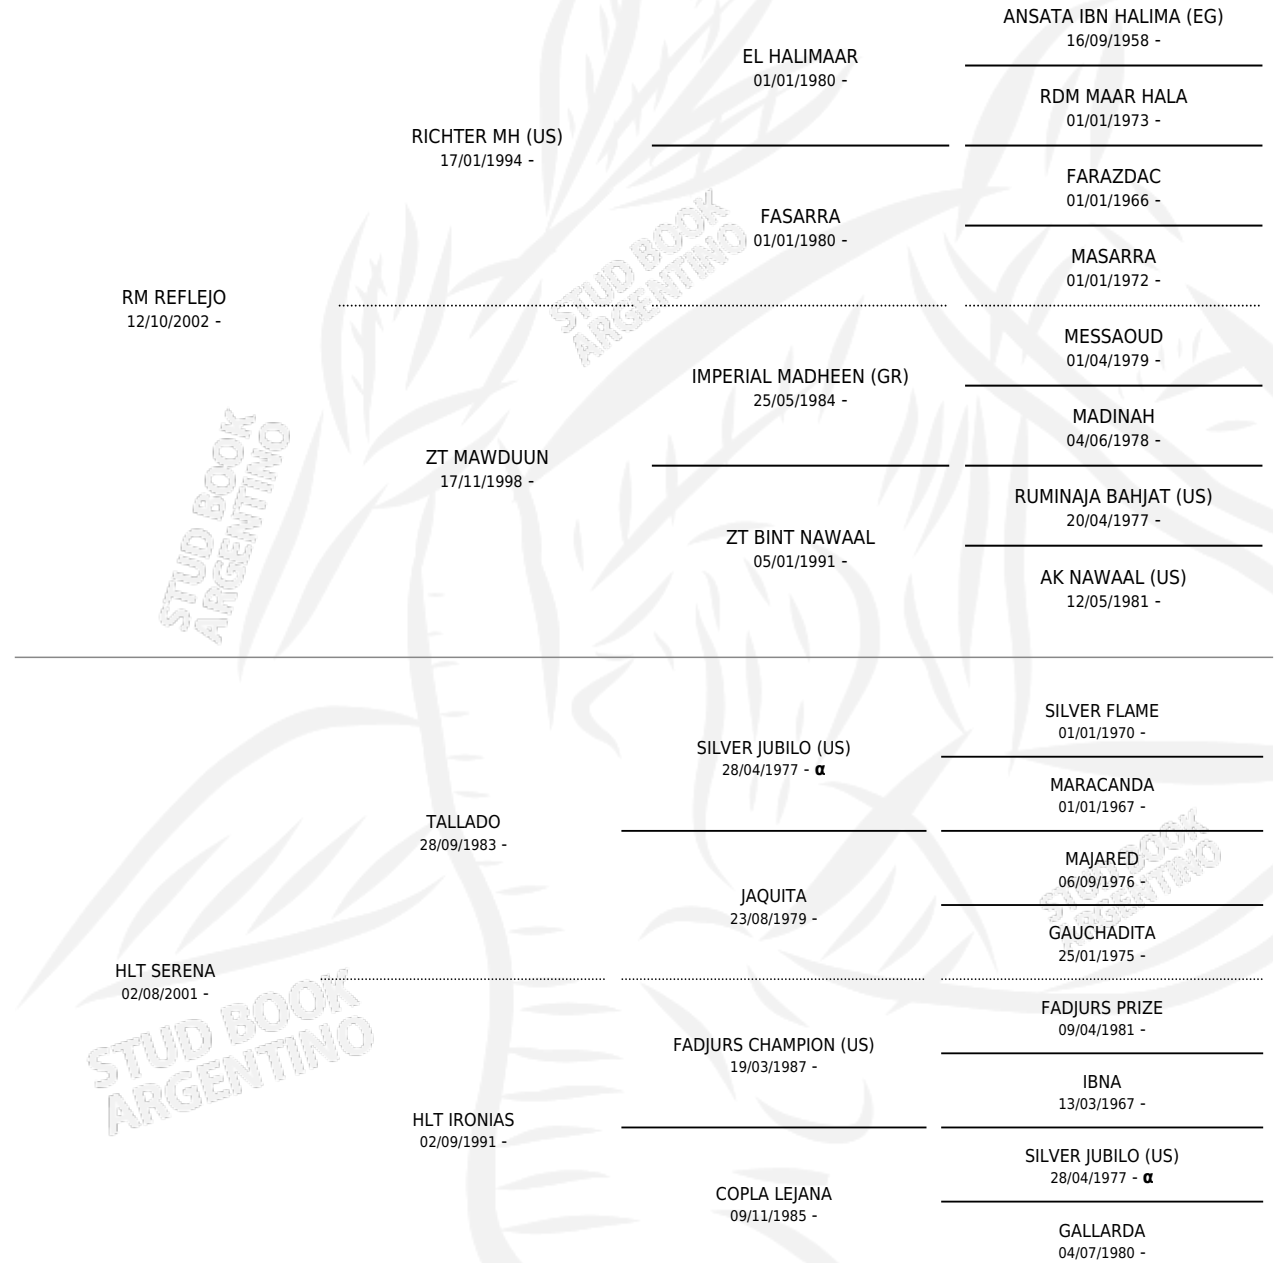 ANSATA IBN HALIMA (EG)
16/09/1958 -
EL HALIMAAR
01/01/1980 -
RDM MAAR HALA
01/01/1973 -
RICHTER MH (US)
17/01/1994 -
FARAZDAC
01/01/1966 -
FASARRA
01/01/1980 -
MASARRA
01/01/1972 -
RM REFLEJO
12/10/2002 -
MESSAOUD
01/04/1979 -
IMPERIAL MADHEEN (GR)
25/05/1984 -
MADINAH
04/06/1978 -
ZT MAWDUUN
17/11/1998 -
RUMINAJA BAHJAT (US)
20/04/1977 -
ZT BINT NAWAAL
05/01/1991 -
AK NAWAAL (US)
12/05/1981 -
SILVER FLAME
01/01/1970 -
SILVER JUBILO (US)
28/04/1977 - α
MARACANDA
01/01/1967 -
TALLADO
28/09/1983 -
MAJARED
06/09/1976 -
JAQUITA
23/08/1979 -
GAUCHADITA
25/01/1975 -
HLT SERENA
02/08/2001 -
FADJURS PRIZE
09/04/1981 -
FADJURS CHAMPION (US)
19/03/1987 -
IBNA
13/03/1967 -
HLT IRONIAS
02/09/1991 -
SILVER JUBILO (US)
28/04/1977 - α
COPLA LEJANA
09/11/1985 -
GALLARDA
04/07/1980 -
STUD BOOK
ARGENTINO
STUD BOOK
ARGENTINO
STUD BOOK
ARGENTINO
STUD BOOK
ARGENTINO